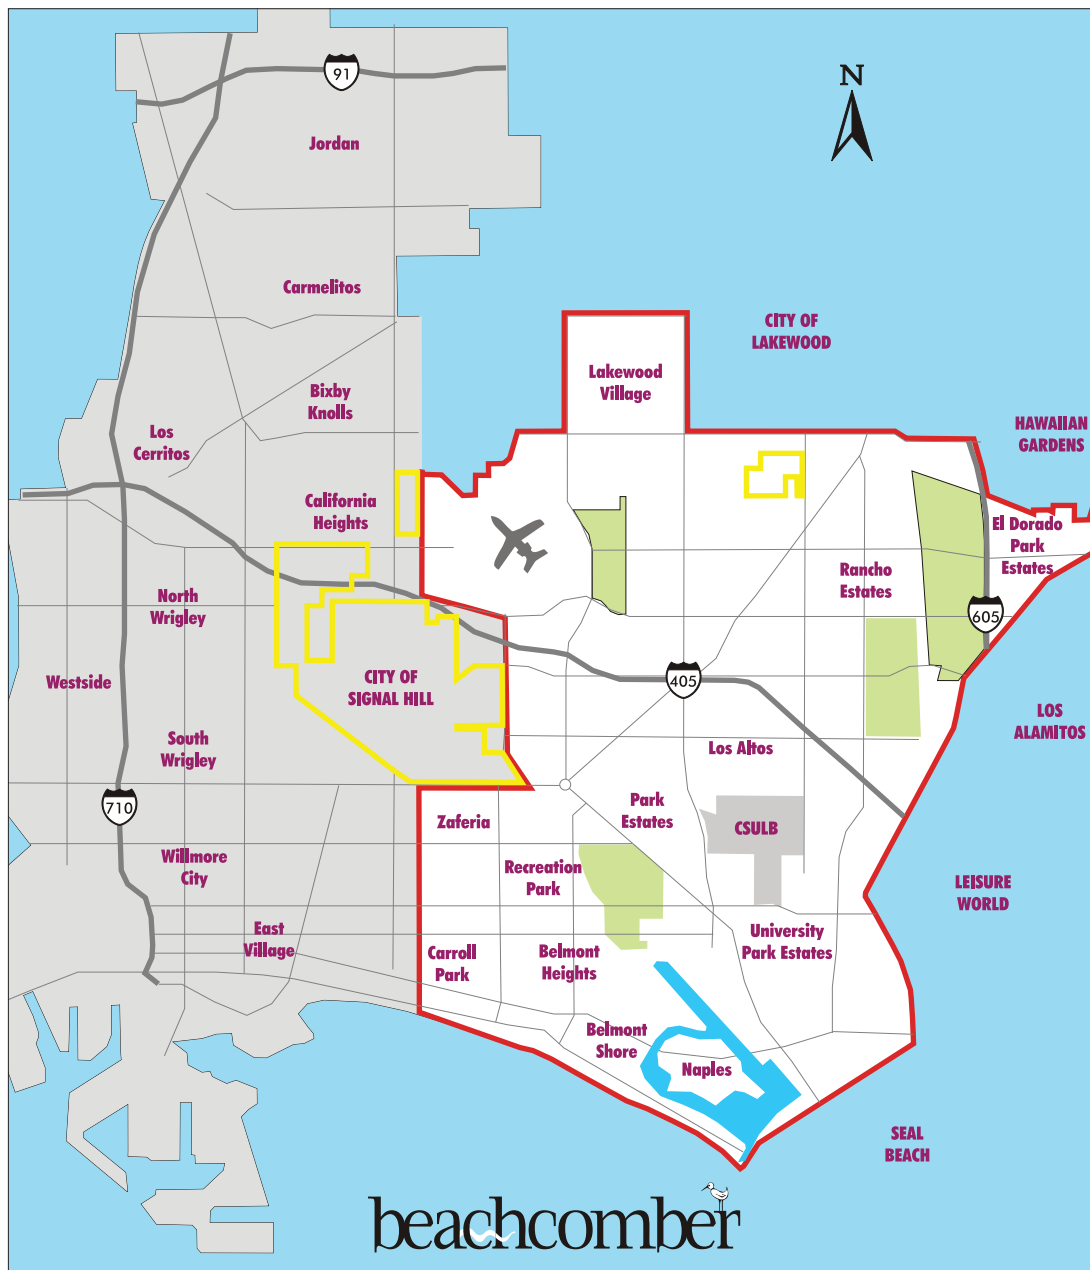 91
N
Jordan
Carmelitos
CITY OF
LAKEWOOD
Lakewood
Village
Bixby
Knolls
HAWAIIAN
GARDENS
Los
Cerritos
California
Heights
El Dorado
Park
Estates
Rancho
Estates
North
Wrigley
605
CITY OF
SIGNAL HILL
405
Westside
LOS
ALAMITOS
South
Wrigley
Los Altos
710
Park
Estates
Zaferia
CSULB
Willmore
City
Recreation
Park
LEISURE
WORLD
East
Village
University
Park Estates
Carroll
Park
Belmont
Heights
Belmont
Shore
Naples
SEAL
BEACH
beachcomber